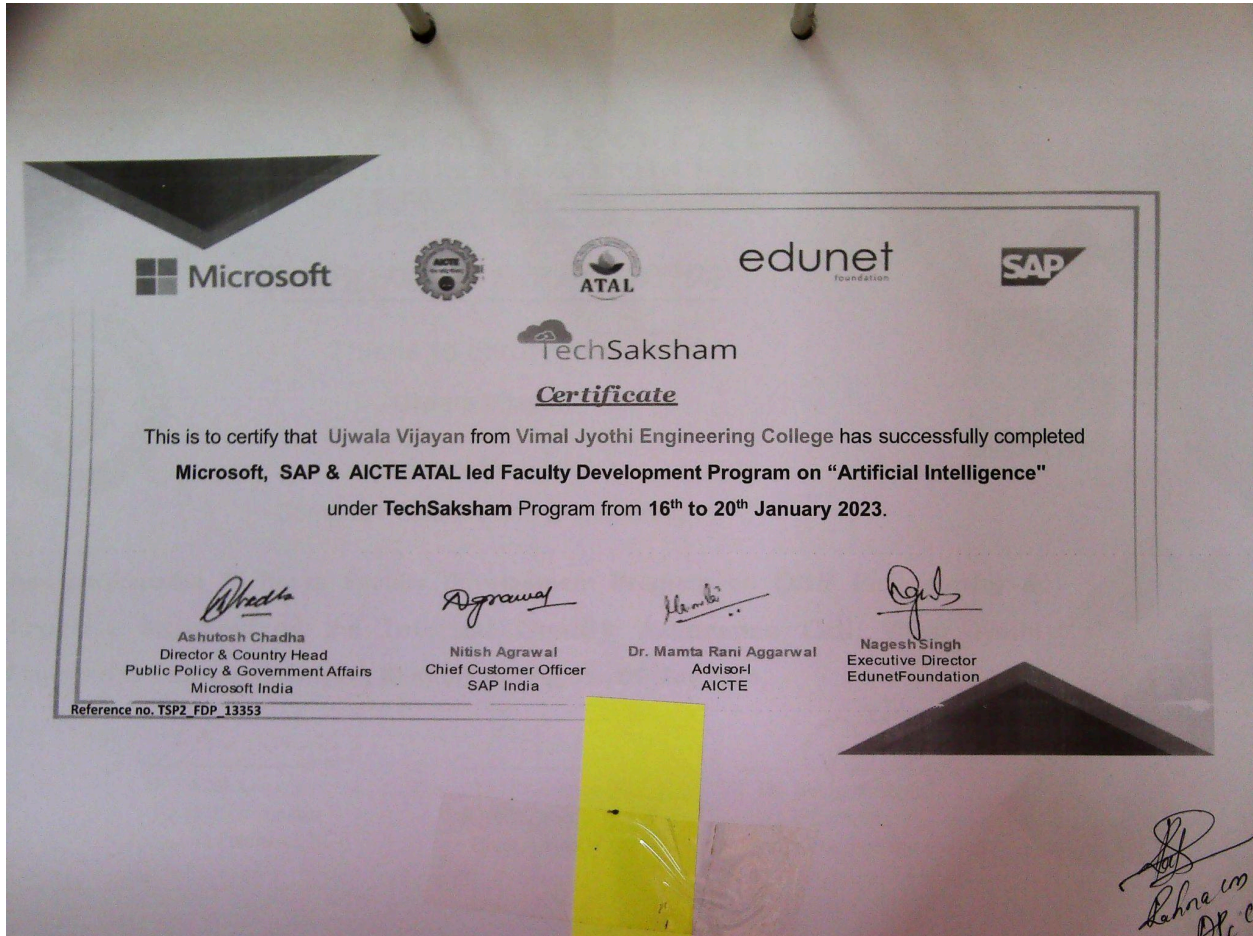 Microsoft
AICTE
ATAL
edunet
foundation
SAP
TechSaksham
Certificate
This is to certify that Ujwala Vijayan from Vimal Jyothi Engineering College has successfully completed
Microsoft, SAP & AICTE ATAL led Faculty Development Program on “Artificial Intelligence"
under TechSaksham Program from 16th to 20th January 2023.
Ashutosh Chadha
Director & Country Head
Public Policy & Government Affairs
Microsoft India
Nitish Agrawal
Chief Customer Officer
SAP India
Dr. Mamta Rani Aggarwal
Advisor-I
AICTE
Nagesh Singh
Executive Director
EdunetFoundation
Reference no. TSP2_FDP_13353